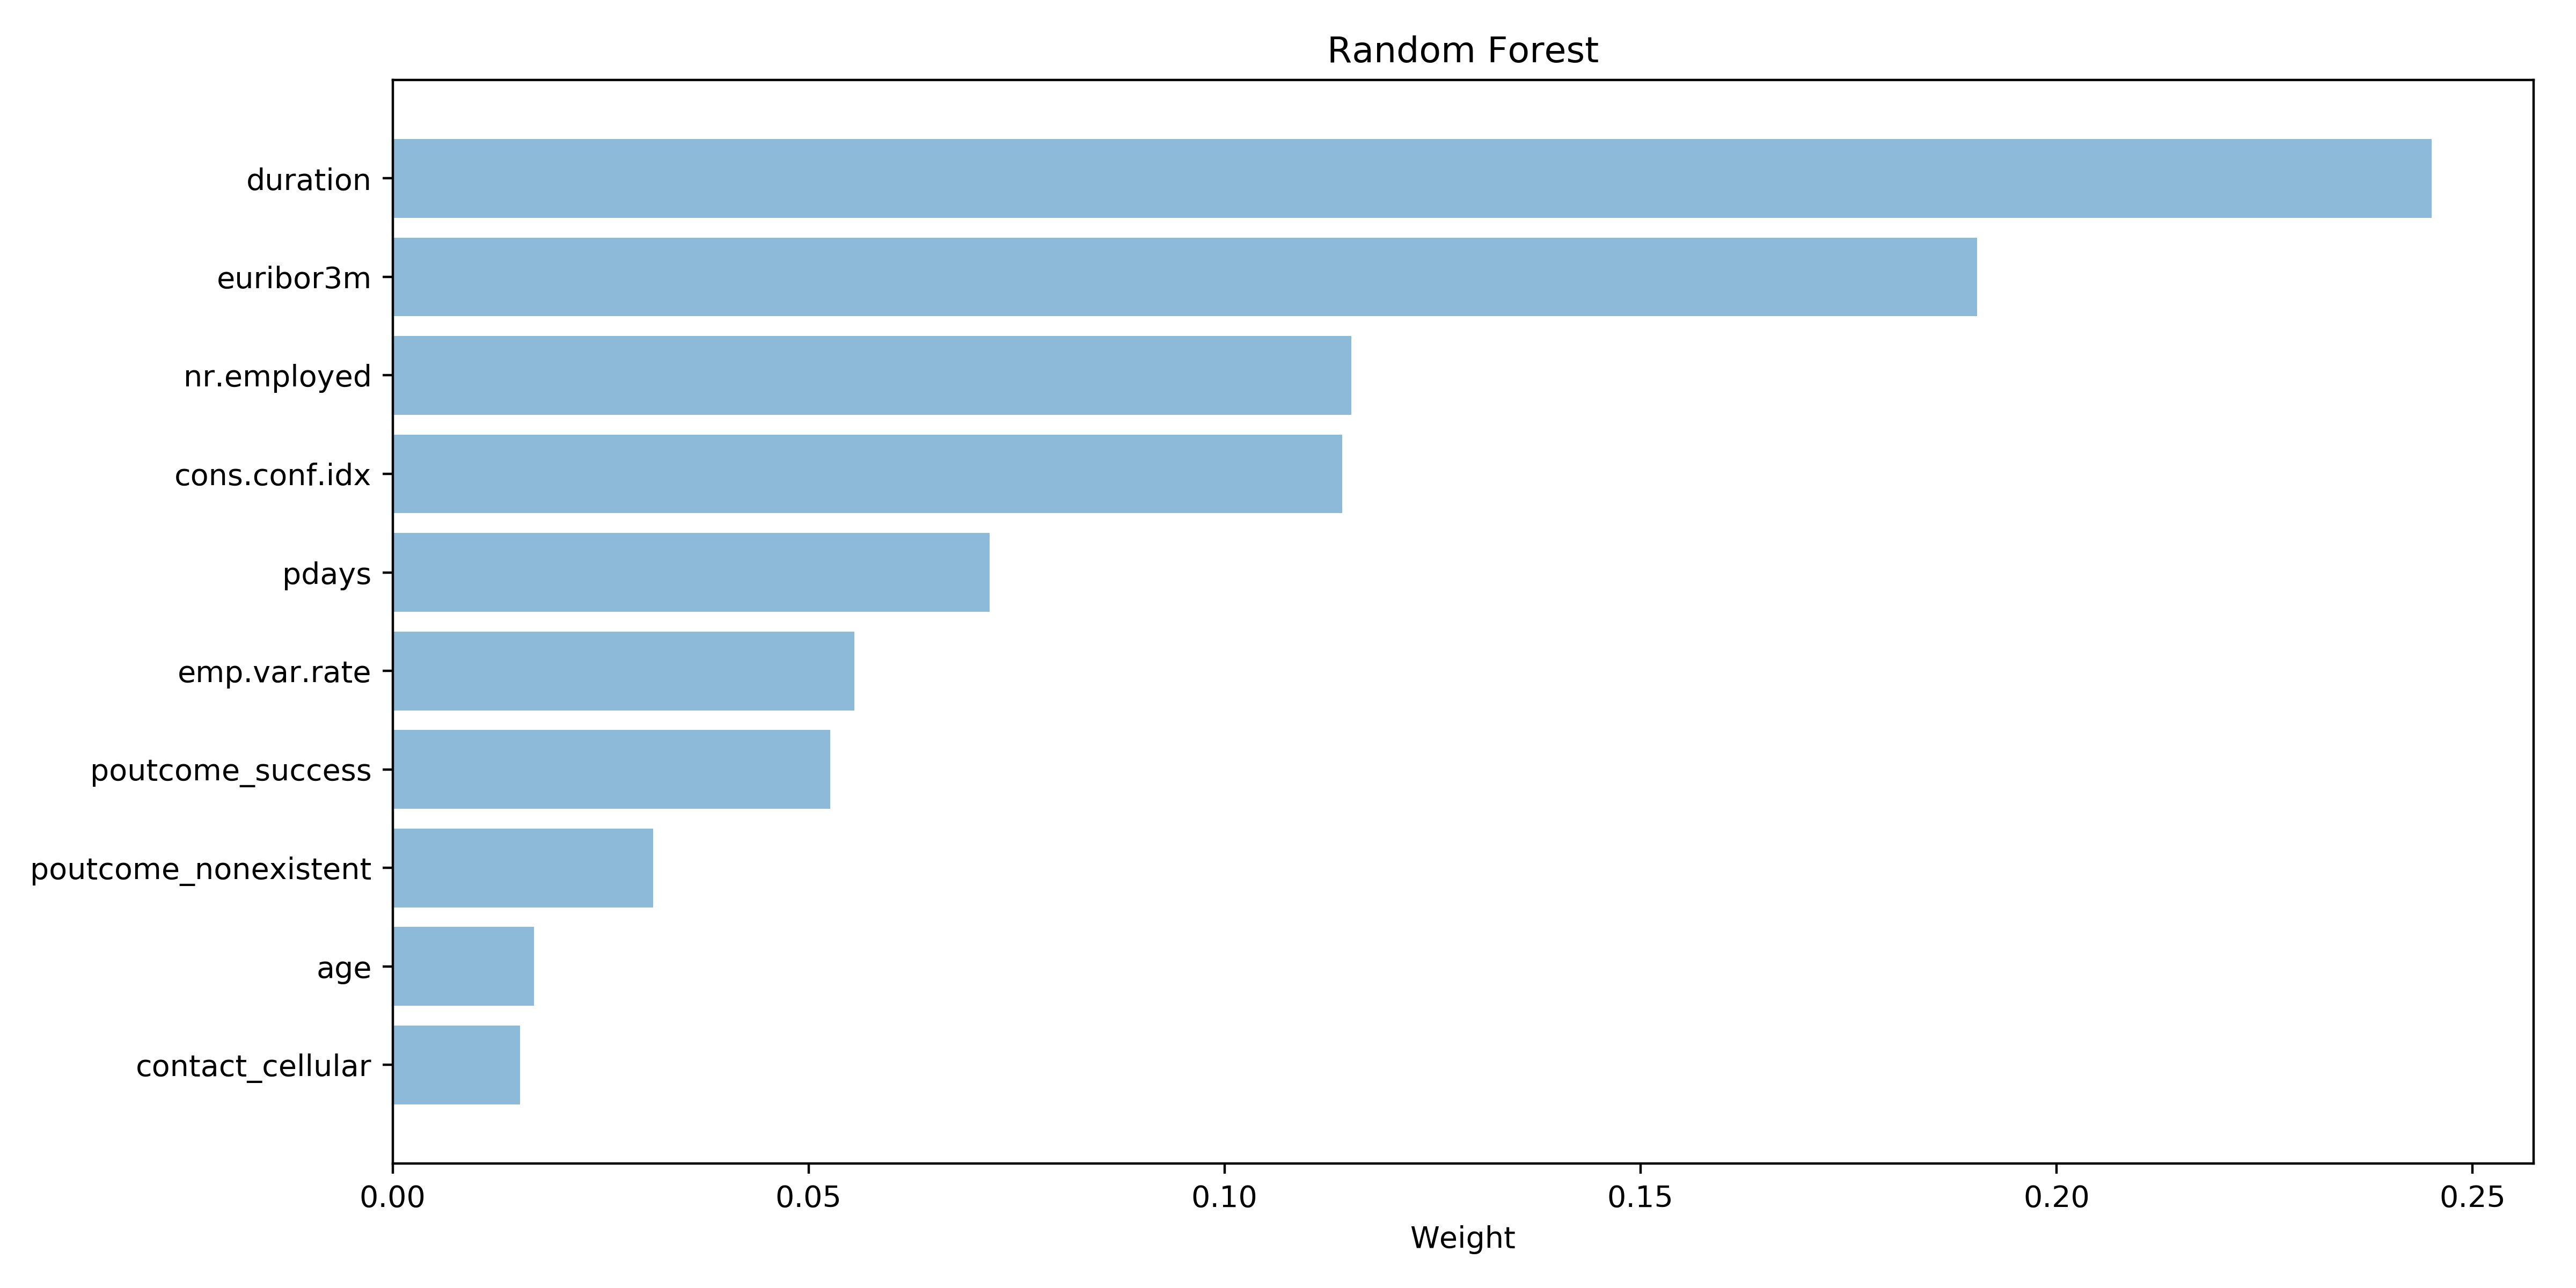 Random Forest
duration
euribor3m
nr.employed
cons.conf.idx
pdays
emp.var.rate
poutcome_success
poutcome_nonexistent
age
contact_cellular
0.00 0.05 0.10 0.15 0.20 0.25
Weight